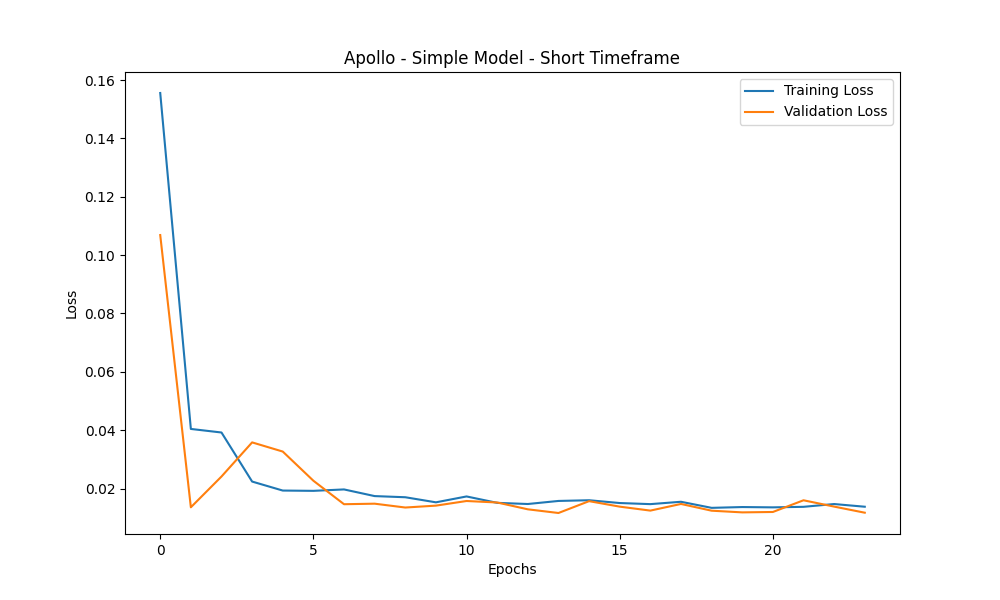 Apollo - Simple Model - Short Timeframe
Training Loss
Validation Loss
Loss
0.16
0.14
0.12
0.10
0.08
0.06
0.04
0.02
0
5
10
15
20
Epochs